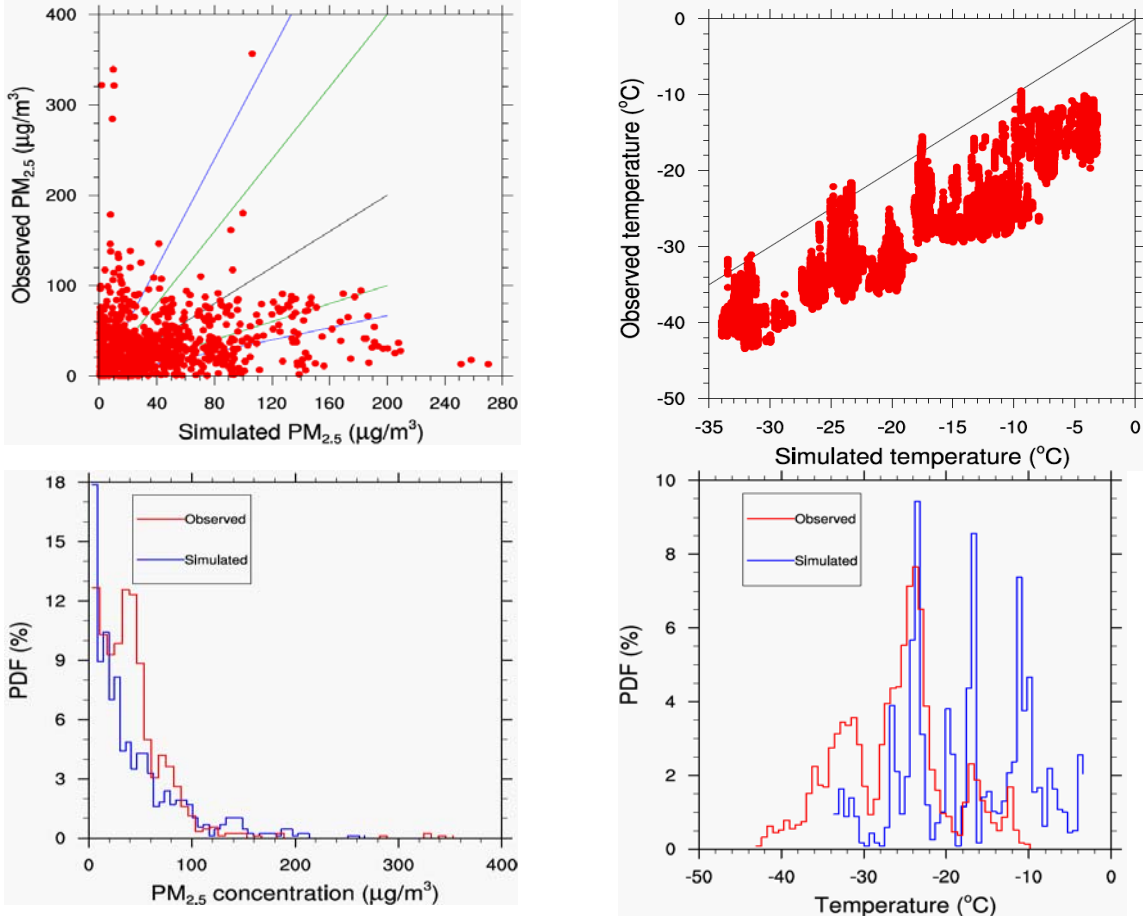 400
300
200
100
0
Observed PM2.5 (μg/m3)
0 40 80 120 160 200 240 280
Simulated PM2.5 (μg/m3)
0
-10
-20
-30
-40
-50
Observed temperature (oC)
-35 -30 -25 -20 -15 -10 -5 0
Simulated temperature (oC)
18
15
12
9
6
3
0
PDF (%)
Observed
Simulated
0 100 200 300 400
PM2.5 concentration (μg/m3)
10
8
6
4
2
0
PDF (%)
Observed
Simulated
-50 -40 -30 -20 -10 0
Temperature (oC)